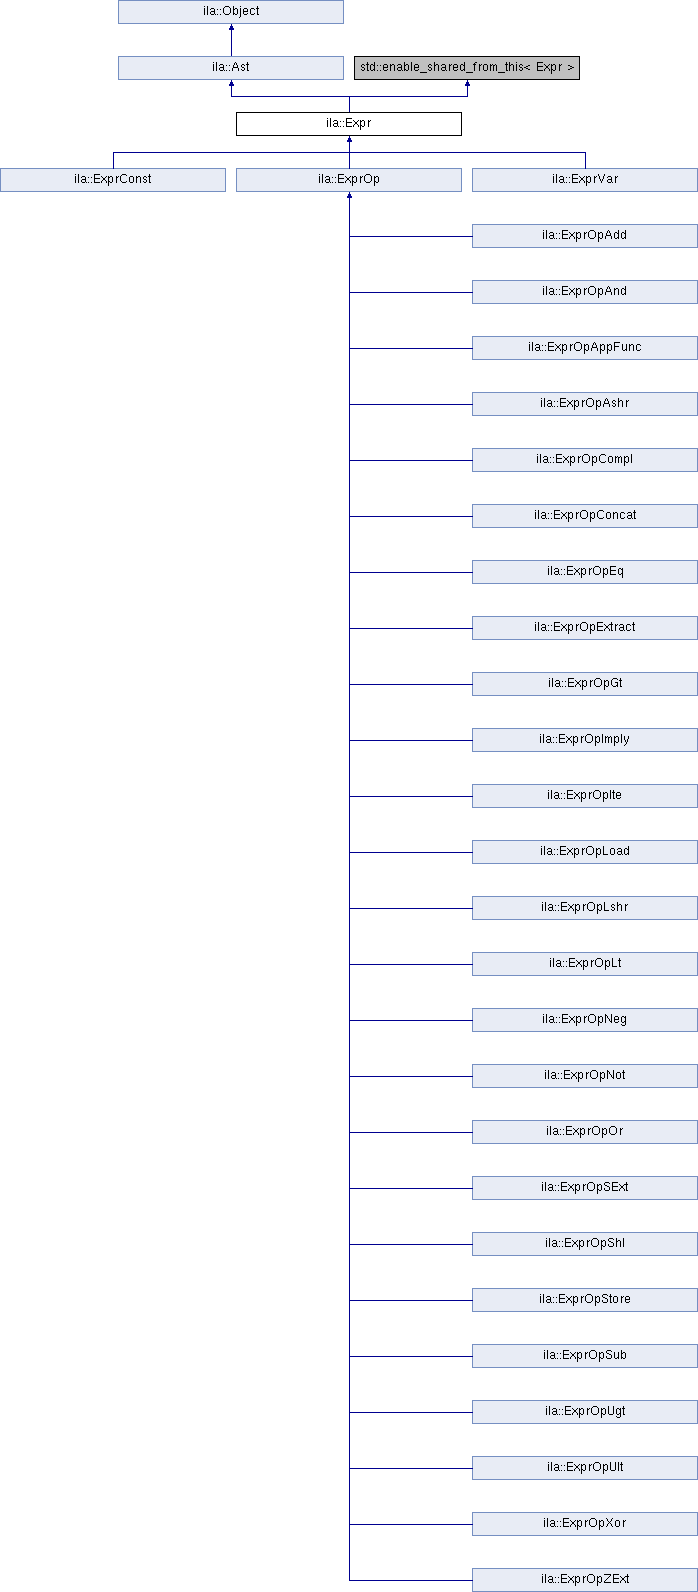 ila::Object
ila::Ast
std::enable_shared_from_this< Expr >
ila::Expr
ila::ExprConst
ila::ExprOp
ila::ExprVar
ila::ExprOpAdd
ila::ExprOpAnd
ila::ExprOpAppFunc
ila::ExprOpAshr
ila::ExprOpCompl
ila::ExprOpConcat
ila::ExprOpEq
ila::ExprOpExtract
ila::ExprOpGt
ila::ExprOpImply
ila::ExprOpIte
ila::ExprOpLoad
ila::ExprOpLshr
ila::ExprOpLt
ila::ExprOpNeg
ila::ExprOpNot
ila::ExprOpOr
ila::ExprOpSExt
ila::ExprOpShl
ila::ExprOpStore
ila::ExprOpSub
ila::ExprOpUgt
ila::ExprOpUlt
ila::ExprOpXor
ila::ExprOpZExt